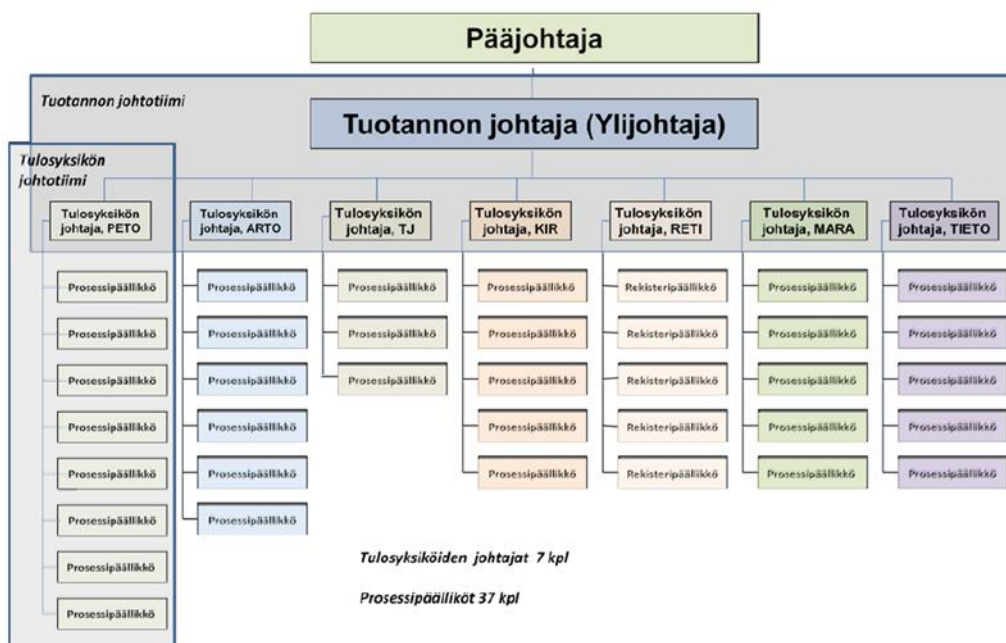 Pääjohtaja
Tuotannon johtotiimi
Tuotannon johtaja (Ylijohtaja)
Tulosyksikön
johtotiimi
Tulosyksikön
johtaja, PETO
Tulosyksikön
johtaja, ARTO
Tulosyksikön
johtaja, TJ
Tulosyksikön
johtaja, KIR
Tulosyksikön
johtaja, RETI
Tulosyksikön
johtaja, MARA
Tulosyksikön
johtaja, TIETO
Prosessipäällikkö
Prosessipäällikkö
Prosessipäällikkö
Prosessipäällikkö
Rekisteripäällikkö
Prosessipäällikkö
Prosessipäällikkö
Prosessipäällikkö
Prosessipäällikkö
Prosessipäällikkö
Prosessipäällikkö
Rekisteripäällikkö
Prosessipäällikkö
Prosessipäällikkö
Prosessipäällikkö
Prosessipäällikkö
Prosessipäällikkö
Prosessipäällikkö
Rekisteripäällikkö
Prosessipäällikkö
Prosessipäällikkö
Prosessipäällikkö
Prosessipäällikkö
Prosessipäällikkö
Rekisteripäällikkö
Prosessipäällikkö
Prosessipäällikkö
Prosessipäällikkö
Prosessipäällikkö
Prosessipäällikkö
Rekisteripäällikkö
Prosessipäällikkö
Prosessipäällikkö
Prosessipäällikkö
Prosessipäällikkö
Prosessipäällikkö
Prosessipäällikkö
Tulosyksiköiden johtajat 7 kpl
Prosessipäälliköt 37 kpl